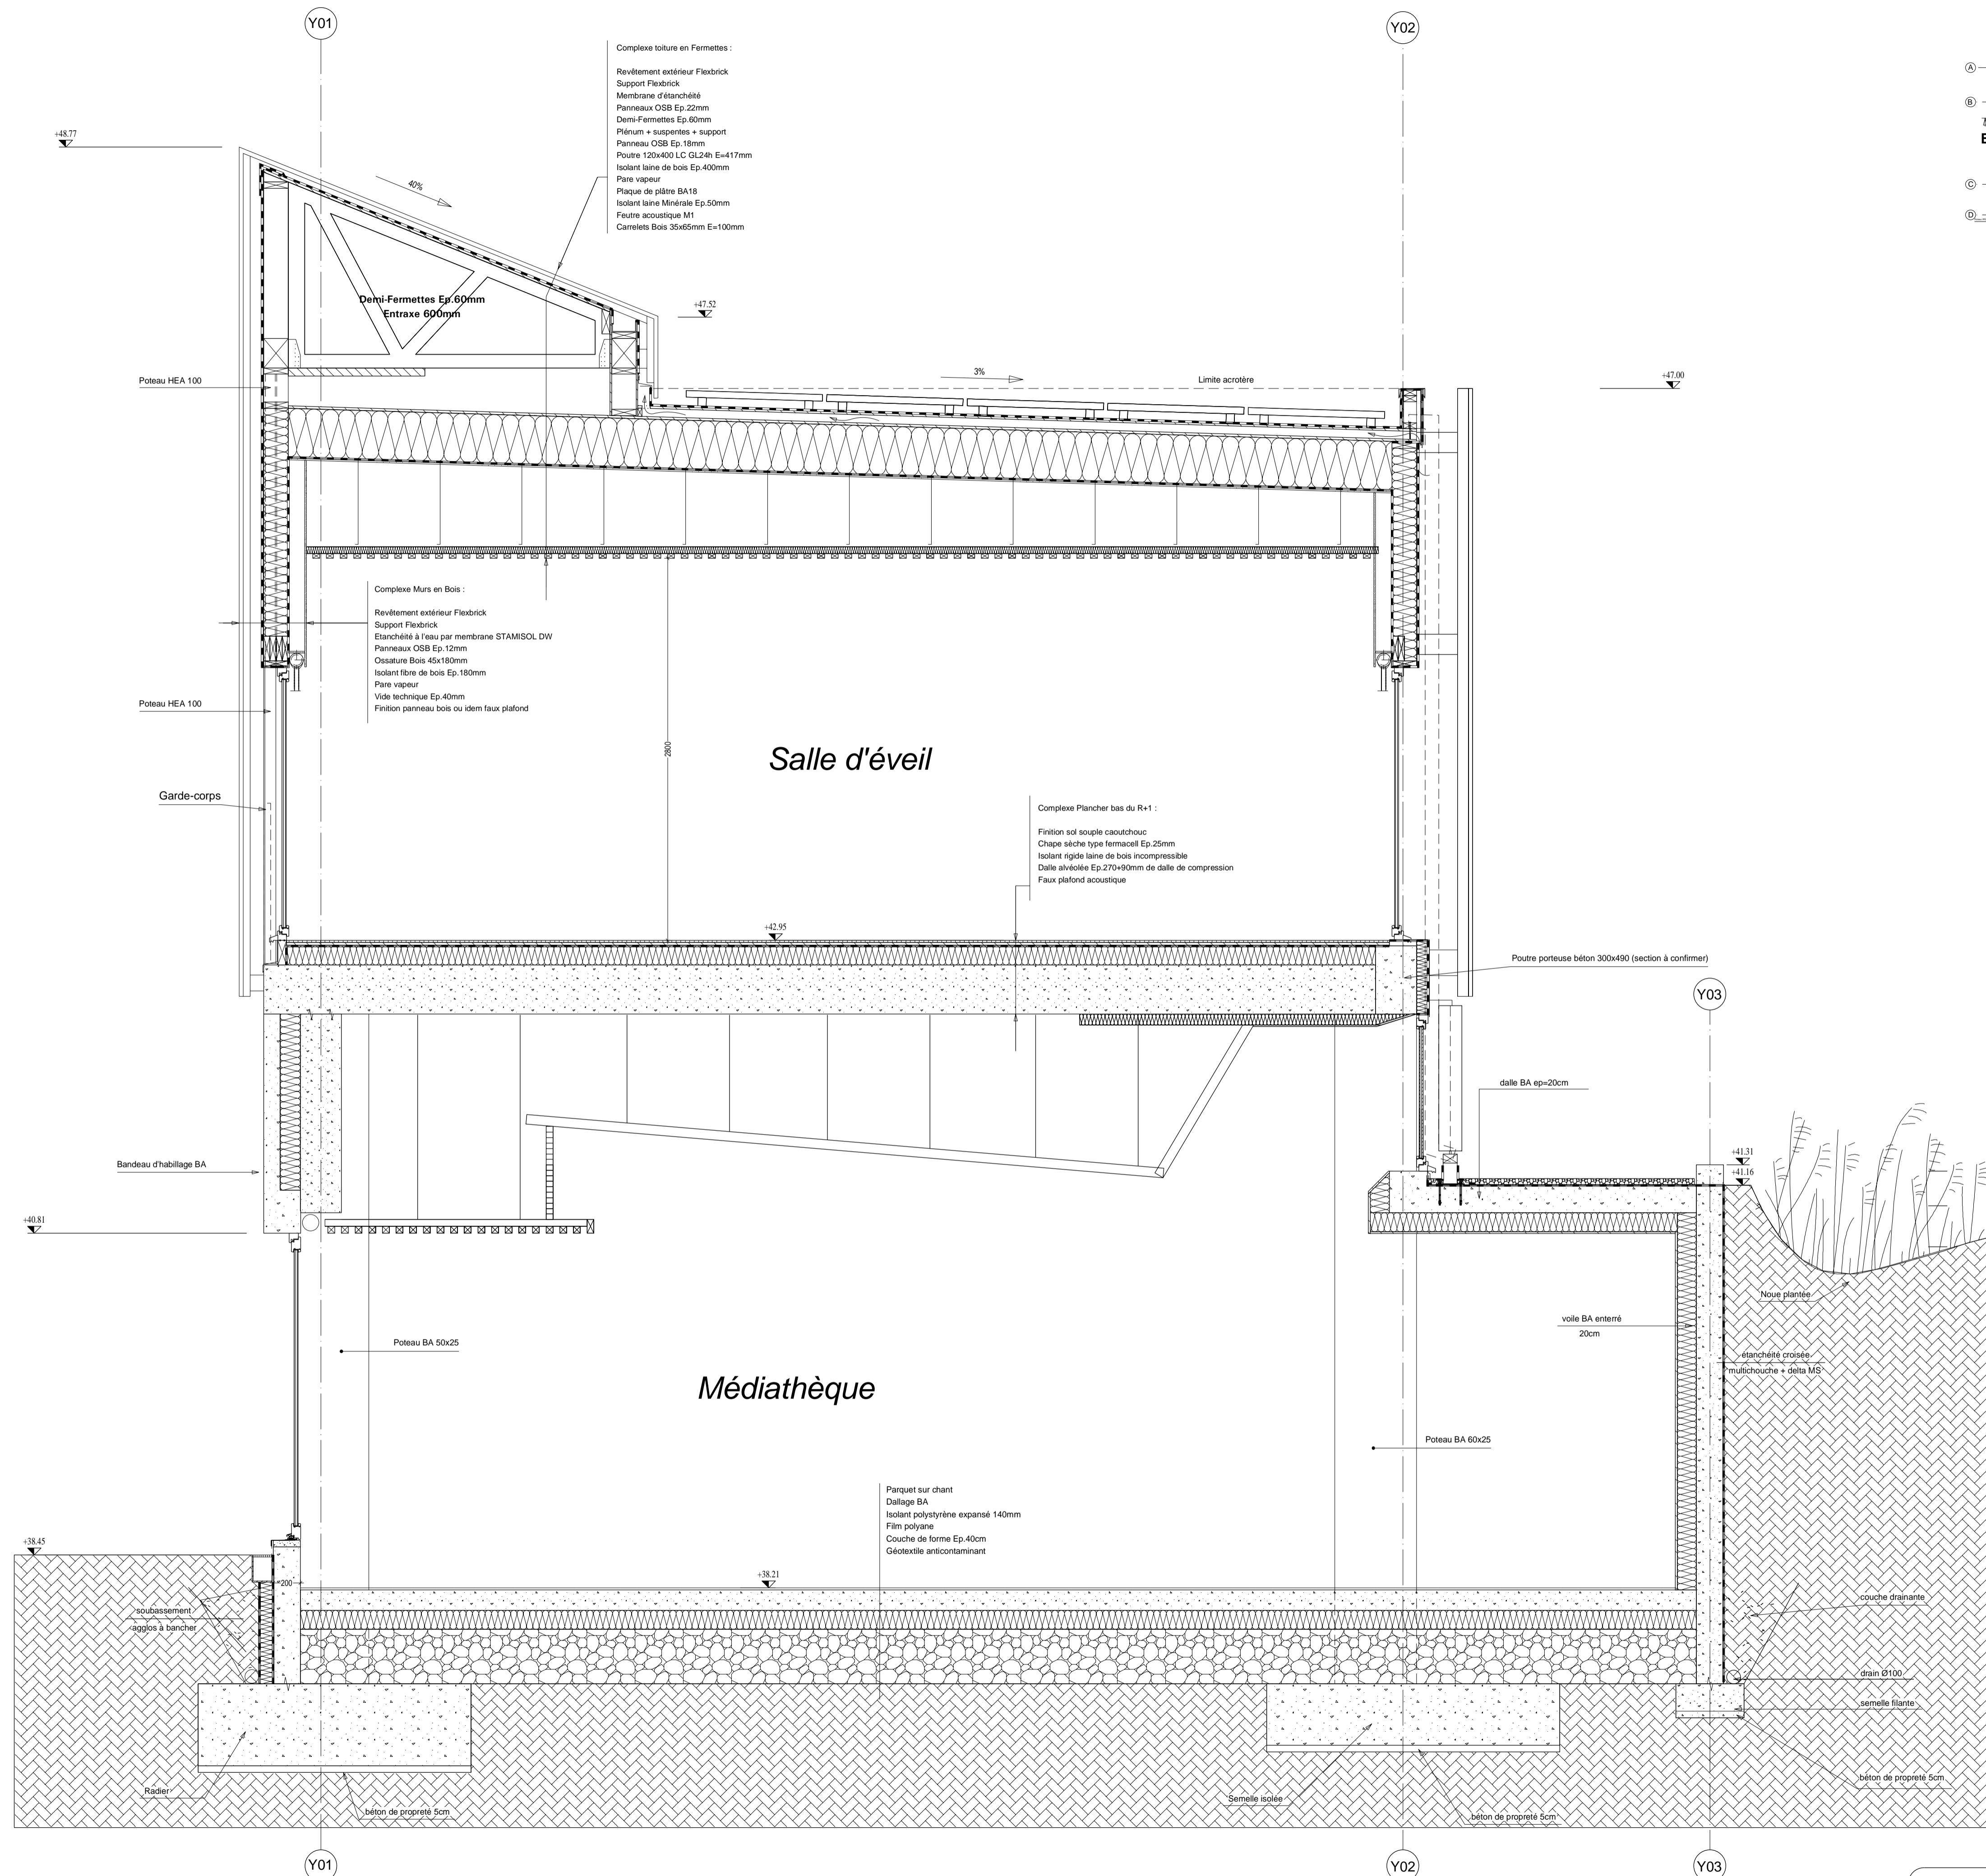 Y01
Y02
Complexe toiture en Fermettes :
Revêtement extérieur Flexbrick
Support Flexbrick
Membrane d'étanchéité
Panneaux OSB Ep.22mm
Demi-Fermettes Ep.60mm
Plénum + suspentes + support
Panneau OSB Ep.18mm
Poutre 120x400 LC GL24h E=417mm
Isolant laine de bois Ep.400mm
Pare vapeur
Plaque de plâtre BA18
Isolant laine Minérale Ep.50mm
Feutre acoustique M1
Carrelets Bois 35x65mm E=100mm
A
B
E
C
D
+48.77
40%
Demi-Fermettes Ep.60mm
Entraxe 600mm
+47.52
Poteau HEA 100
3%
Limite acrotère
+47.00
Complexe Murs en Bois :
Revêtement extérieur Flexbrick
Support Flexbrick
Etanchéité à l'eau par membrane STAMISOL DW
Panneaux OSB Ep.12mm
Ossature Bois 45x180mm
Isolant fibre de bois Ep.180mm
Pare vapeur
Vide technique Ep.40mm
Finition panneau bois ou idem faux plafond
Poteau HEA 100
2800
Salle d'éveil
Garde-corps
Complexe Plancher bas du R+1 :
Finition sol souple caoutchouc
Chape sèche type fermacell Ep.25mm
Isolant rigide laine de bois incompressible
Dalle alvéolée Ep.270+90mm de dalle de compression
Faux plafond acoustique
+42.95
Poutre porteuse béton 300x490 (section à confirmer)
Y03
dalle BA ep=20cm
Bandeau d'habillage BA
+41.31
+41.16
+40.81
Noue plantée
voile BA enterré
20cm
Poteau BA 50x25
étanchéité croisée
multichouche + delta MS
Médiathèque
Poteau BA 60x25
Parquet sur chant
Dallage BA
Isolant polystyrène expansé 140mm
Film polyane
Couche de forme Ep.40cm
Géotextile anticontaminant
+38.45
200
+38.21
soubassement
agglos à bancher
couche drainante
drain Ø100
semelle filante
Radier
béton de propreté 5cm
Semelle isolée
béton de propreté 5cm
béton de propreté 5cm
Y01
Y02
Y03